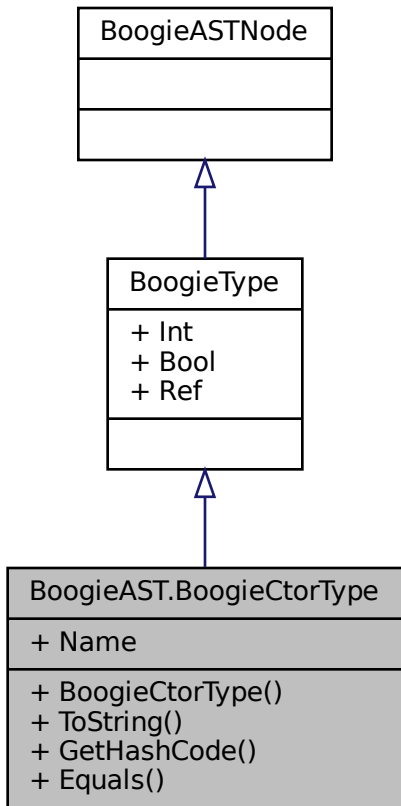 BoogieASTNode
BoogieType
+ Int
+ Bool
+ Ref
BoogieAST.BoogieCtorType
+ Name
+ BoogieCtorType()
+ ToString()
+ GetHashCode()
+ Equals()